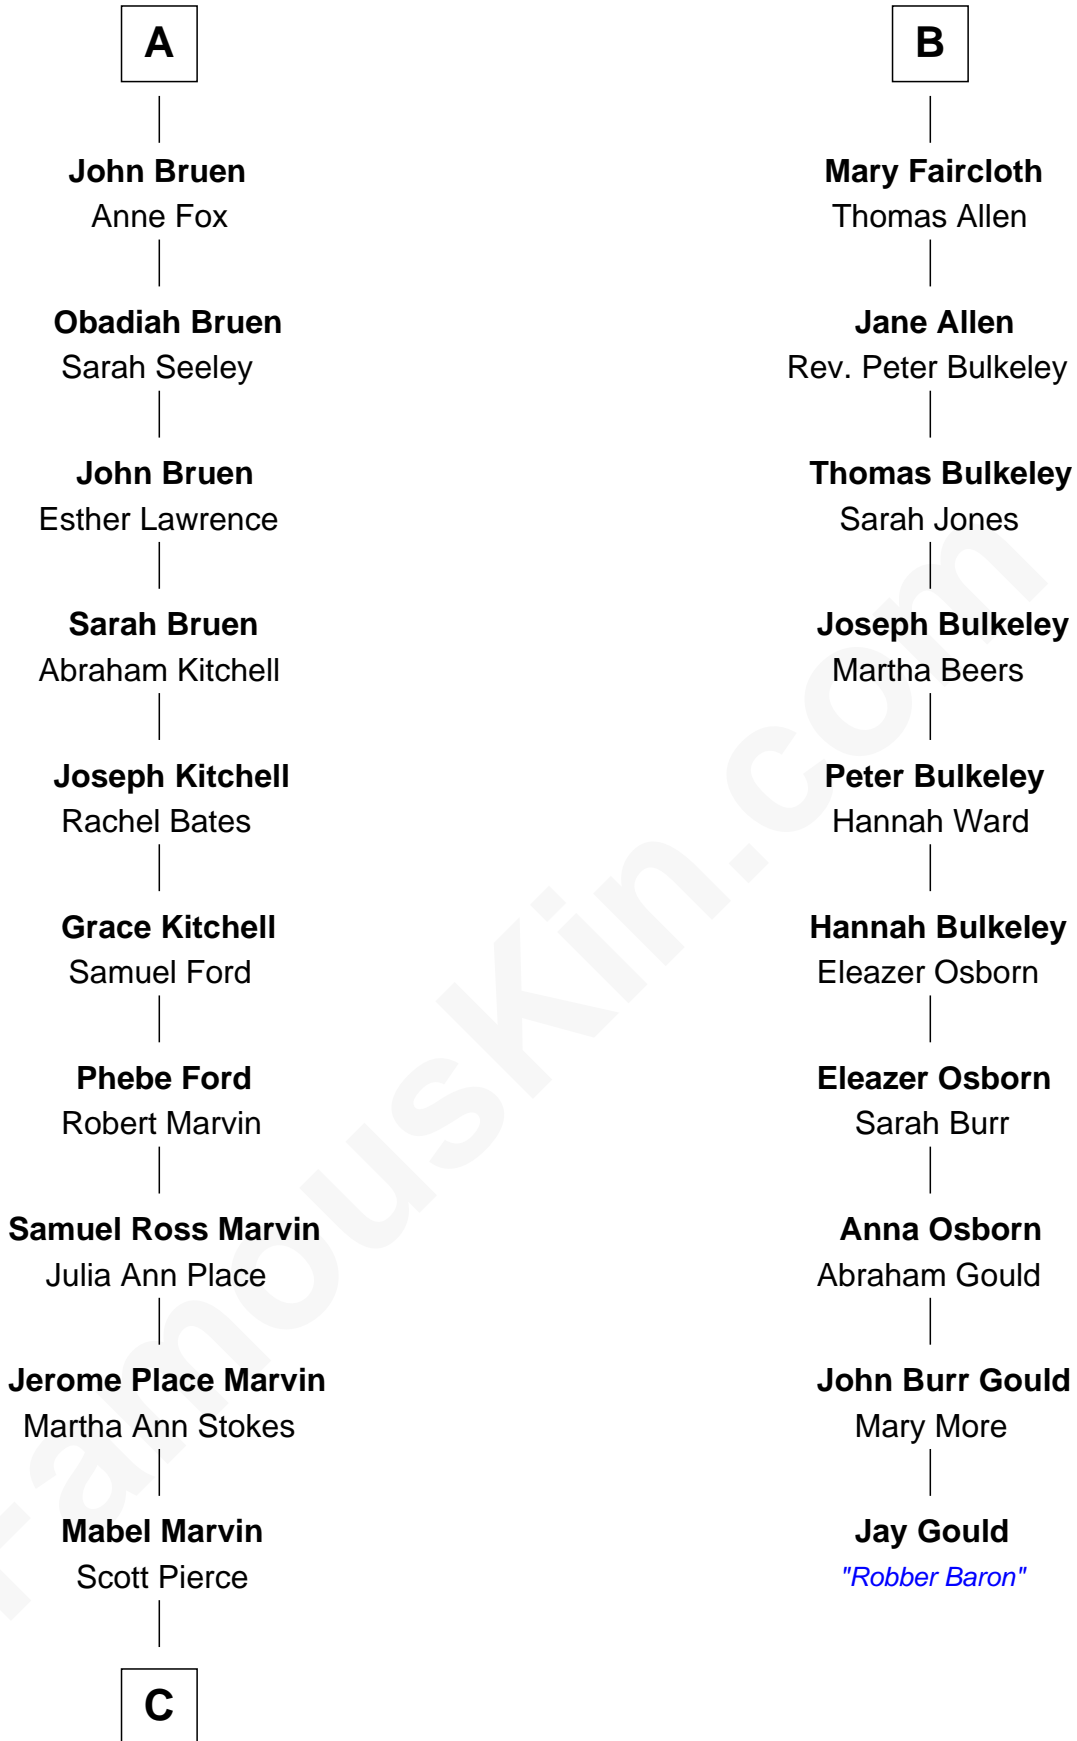 A
John Bruen
Anne Fox
Obadiah Bruen
Sarah Seeley
John Bruen
Esther Lawrence
Sarah Bruen
Abraham Kitchell
Joseph Kitchell
Rachel Bates
Grace Kitchell
Samuel Ford
Phebe Ford
Robert Marvin
Samuel Ross Marvin
Julia Ann Place
Jerome Place Marvin
Martha Ann Stokes
Mabel Marvin
Scott Pierce
C
B
Mary Faircloth
Thomas Allen
Jane Allen
Rev. Peter Bulkeley
Thomas Bulkeley
Sarah Jones
Joseph Bulkeley
Martha Beers
Peter Bulkeley
Hannah Ward
Hannah Bulkeley
Eleazer Osborn
Eleazer Osborn
Sarah Burr
Anna Osborn
Abraham Gould
John Burr Gould
Mary More
Jay Gould
"Robber Baron"
FamousKin.com